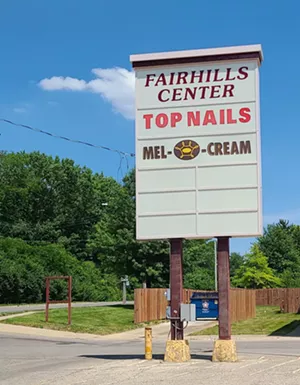 FAIRHILLS
CENTER
TOP NAILS
MEL-O-CREAM